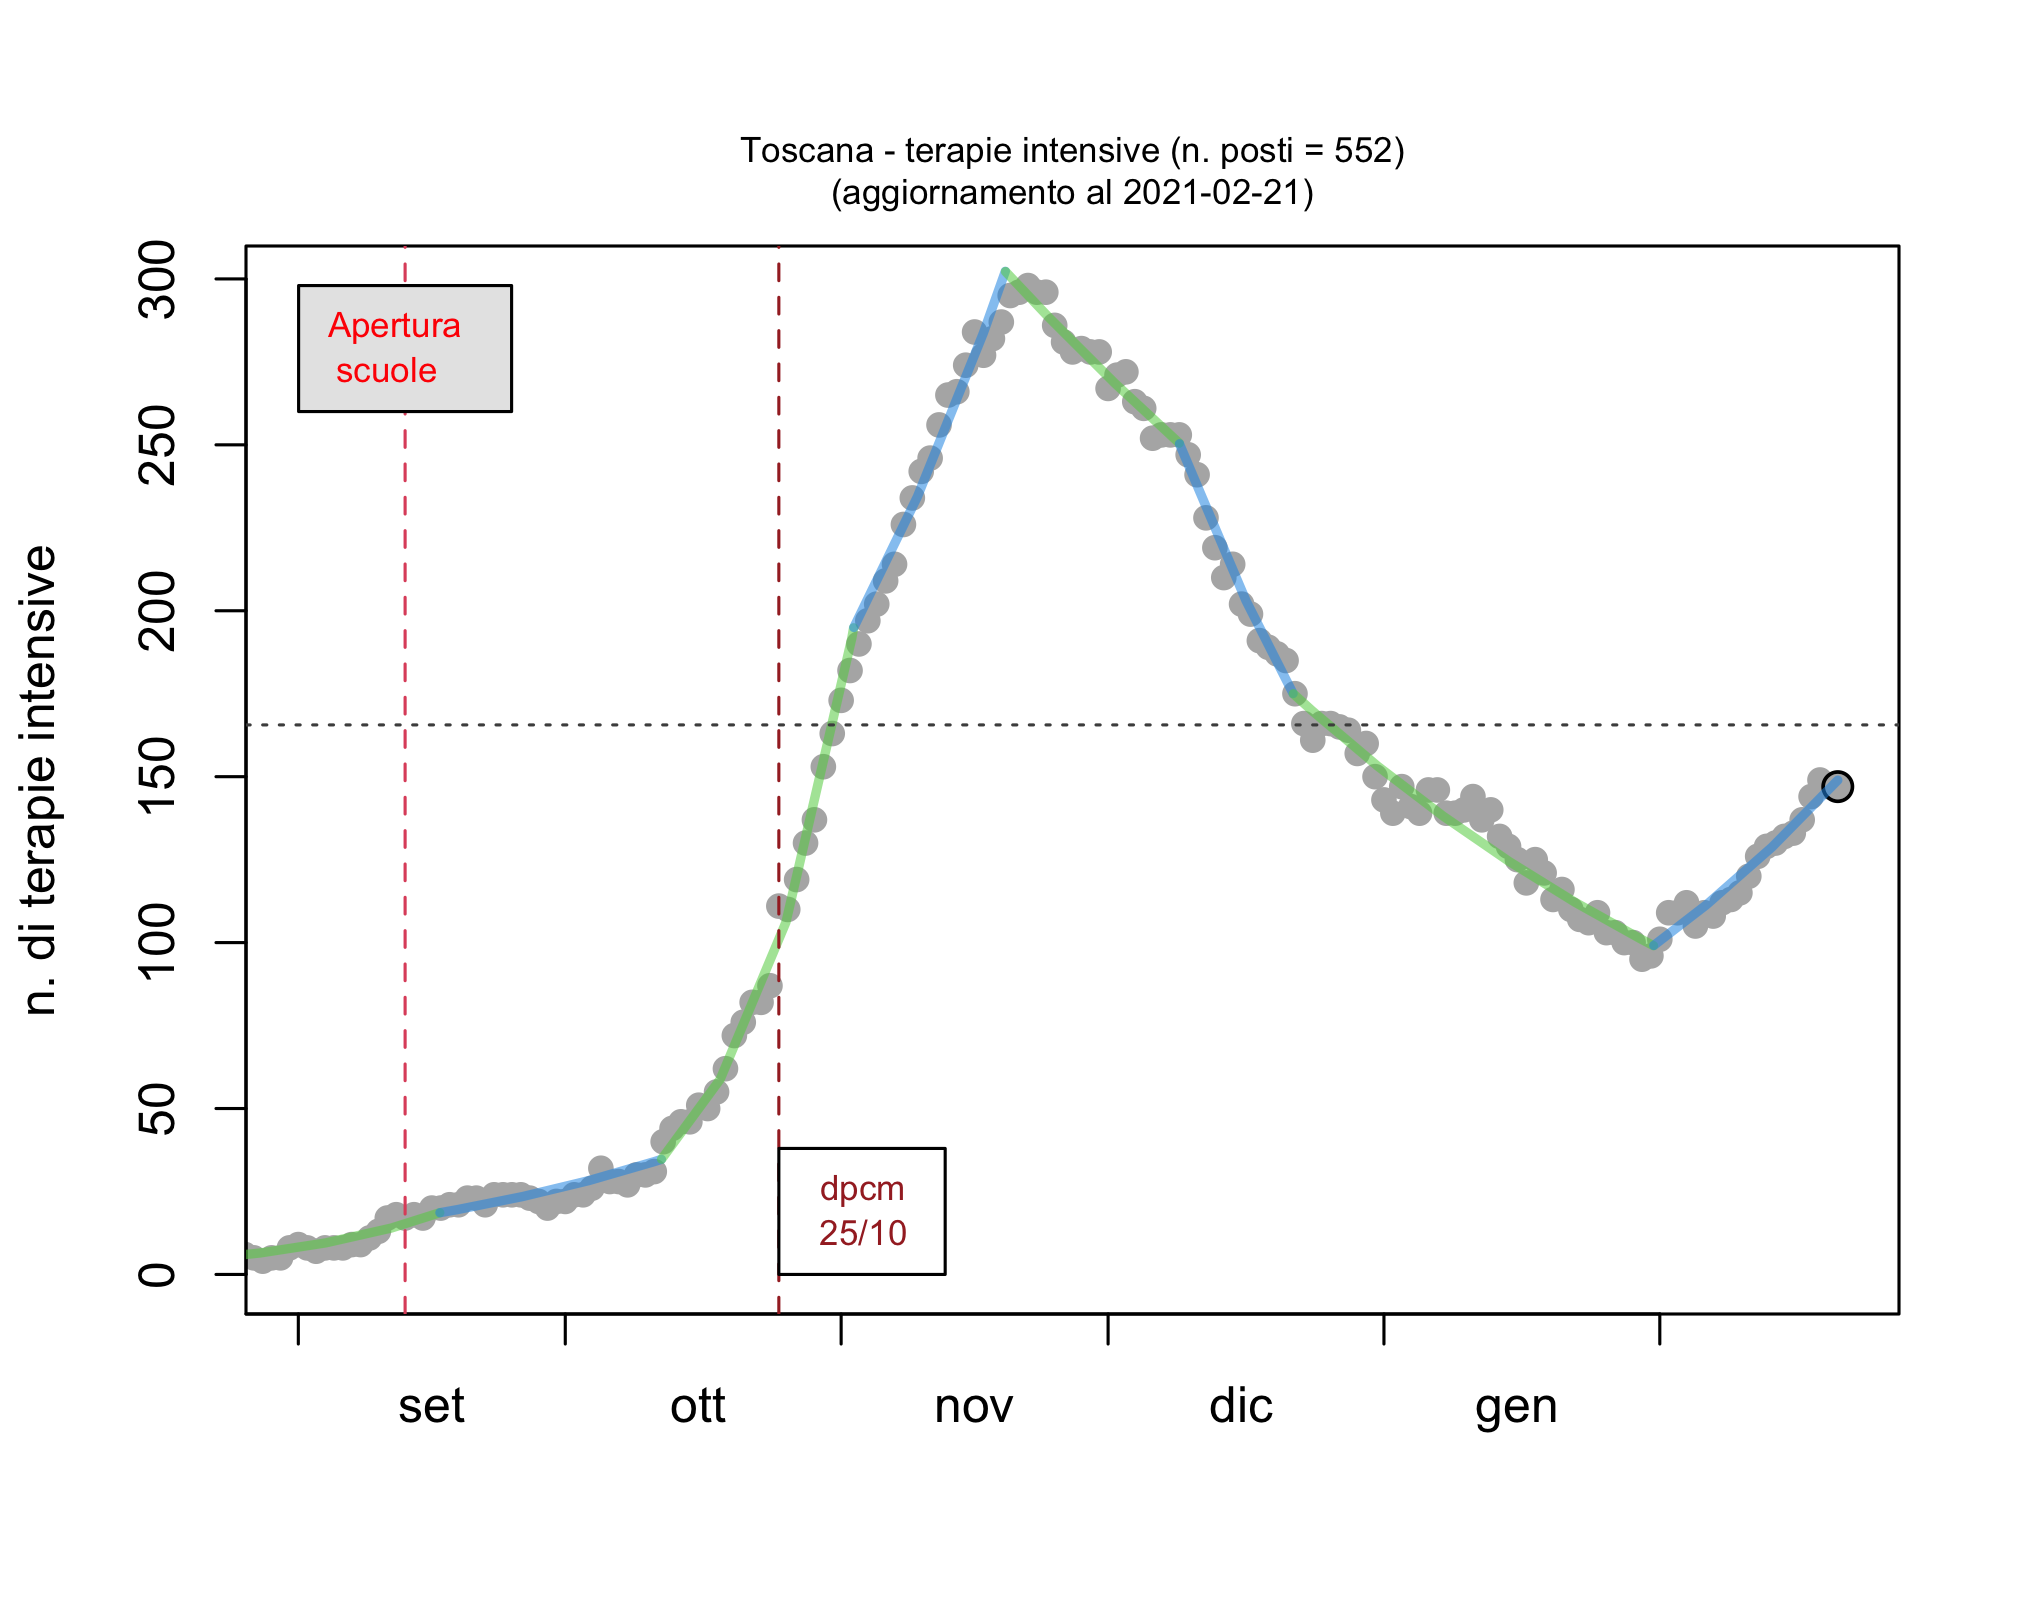 Toscana - terapie intensive (n. posti = 552)
(aggiornamento al 2021-02-21)
n. di terapie intensive
300
250
200
150
100
50
0
Apertura
scuole
dpcm
25/10
set
ott
nov
dic
gen